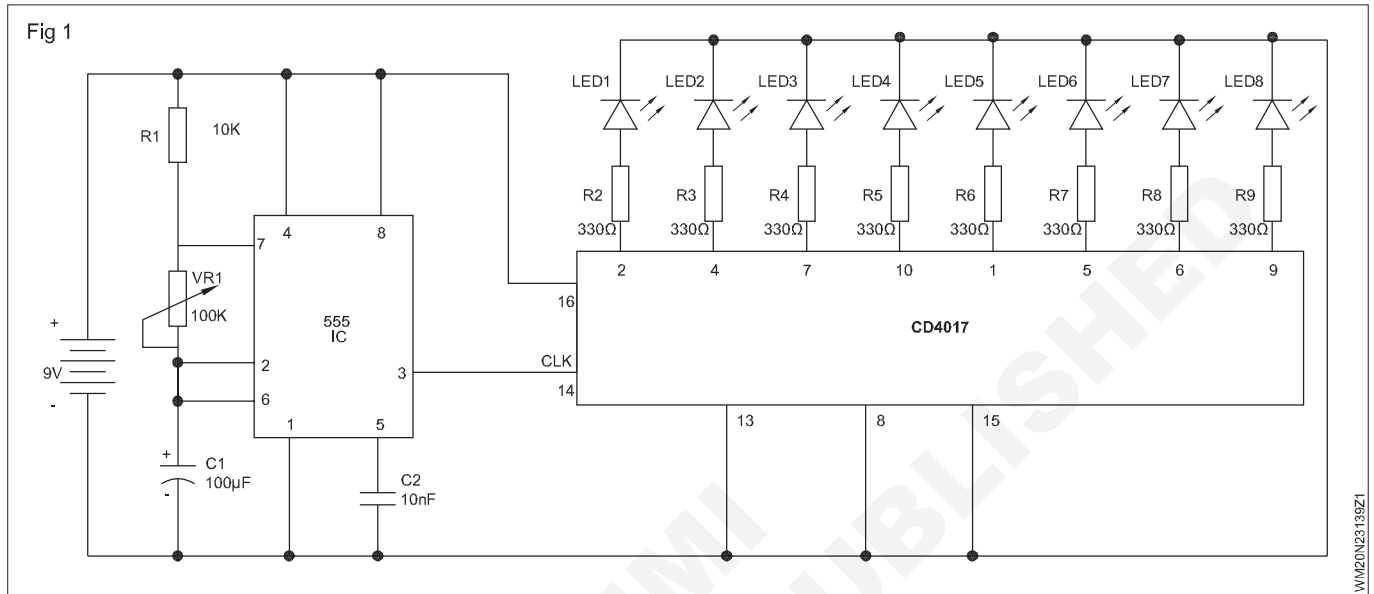 Fig 1
LED1 LED2 LED3 LED4 LED5 LED6 LED7 LED8
R1 10K
R2 R3 R4 R5 R6 R7 R8 R9
330Ω 330Ω 330Ω 330Ω 330Ω 330Ω 330Ω 330Ω
4 8
7
2 4 7 10 1 5 6 9
VR1
100K
16
555
IC
CD4017
+
9V
-
2
3
CLK
14
6
1 5
13 8 15
+
C1
100µF
-
C2
10nF
UBLISHED
WM20N23139Z1